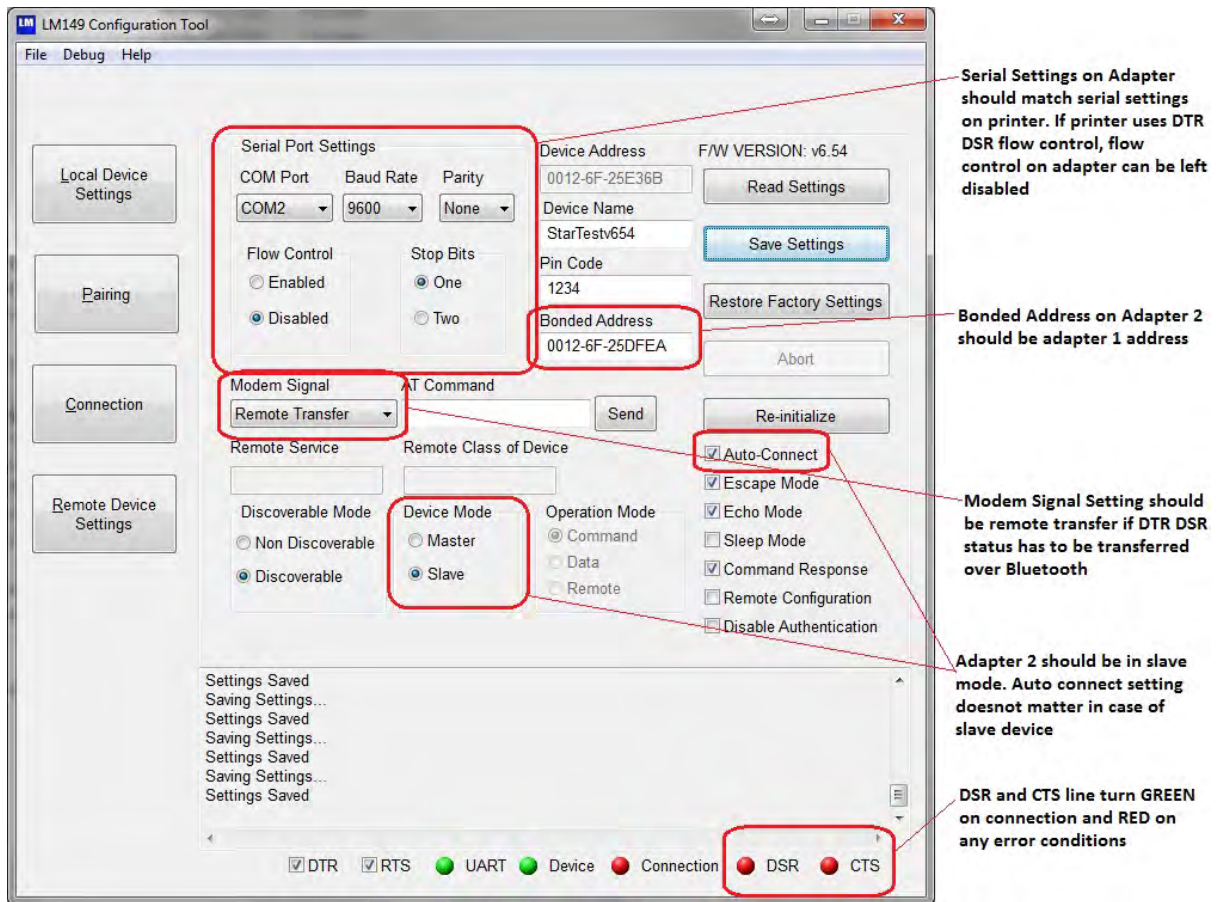 LM LM149 Configuration Tool
File Debug Help
Local Device
Settings
Pairing
Connection
Remote Device
Settings
Serial Port Settings
COM Port Baud Rate Parity
COM2 9600 None
Flow Control
Enabled
Disabled
Stop Bits
One
Two
Device Address
0012-6F-25E36B
Device Name
StarTestv654
Pin Code
1234
Bonded Address
0012-6F-25DFEA
F/W VERSION: v6.54
Read Settings
Save Settings
Restore Factory Settings
Abort
Re-initialize
Modem Signal
Remote Transfer
AT Command
Send
Remote Service
Remote Class of Device
Discoverable Mode
Non Discoverable
Discoverable
Device Mode
Master
Slave
Operation Mode
Command
Data
Remote
Auto-Connect
Escape Mode
Echo Mode
Sleep Mode
Command Response
Remote Configuration
Disable Authentication
Settings Saved
Saving Settings...
Settings Saved
Saving Settings...
Settings Saved
Saving Settings...
Settings Saved
DTR RTS UART Device Connection DSR CTS
Serial Settings on Adapter
should match serial settings
on printer. If printer uses DTR
DSR flow control, flow
control on adapter can be left
disabled
Bonded Address on Adapter 2
should be adapter 1 address
Modem Signal Setting should
be remote transfer if DTR DSR
status has to be transferred
over Bluetooth
Adapter 2 should be in slave
mode. Auto connect setting
doesnot matter in case of
slave device
DSR and CTS line turn GREEN
on connection and RED on
any error conditions